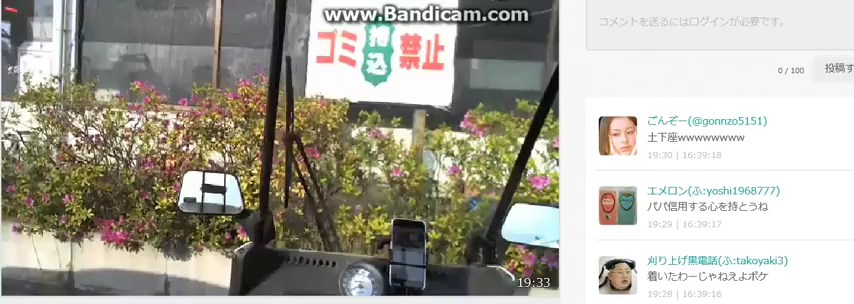 www.Bandicam.com
ゴミ 持込 禁止
19:33
コメントを送るにはログインが必要です。
0 / 100 投稿す
ごんぞー(@gonnzo5151)
土下座wwwwwwww
19:30 | 16:39:18
エメロン(ふ:yoshi1968777)
パパ信用する心を持とうね
19:29 | 16:39:17
刈り上げ黒電話(ふ:takoyaki3)
着いたわーじゃねえよボケ
19:28 | 16:39:16